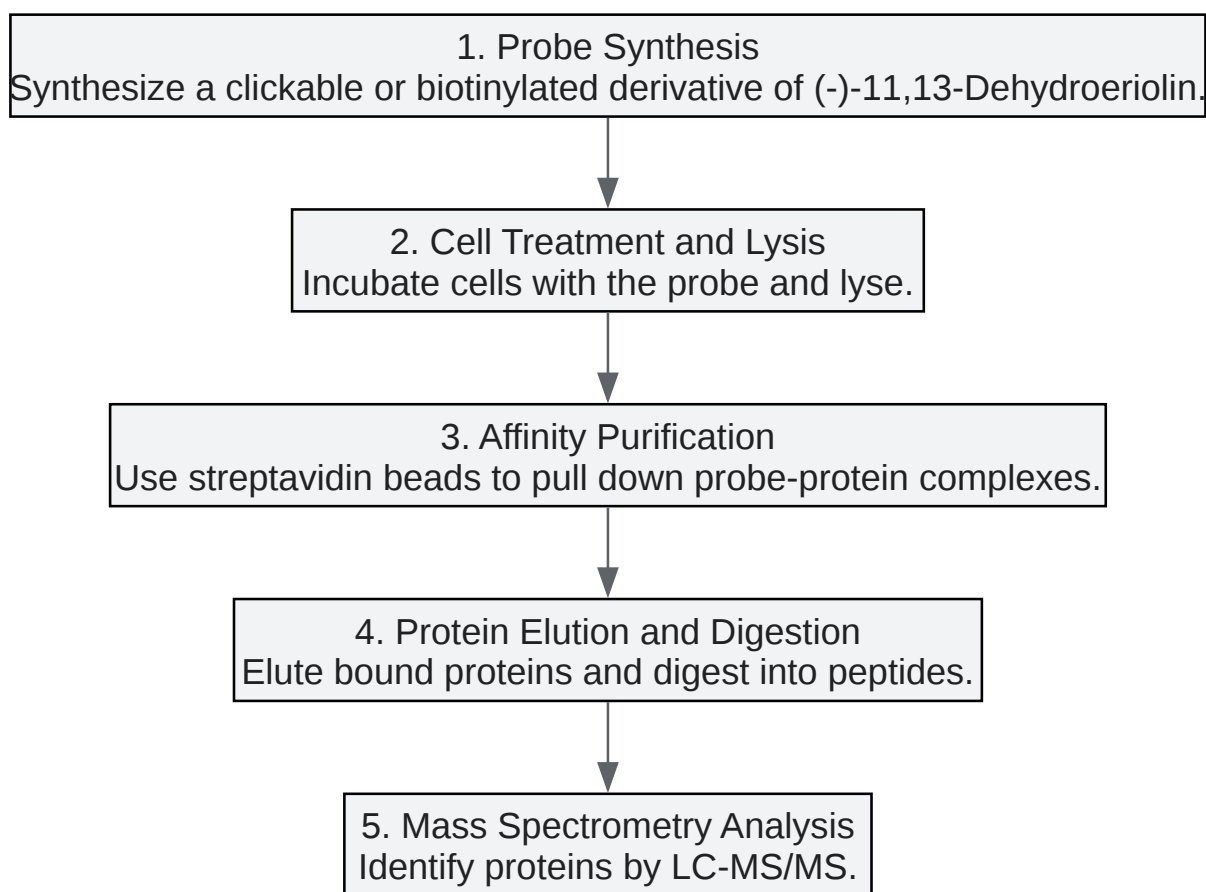 1. Probe Synthesis
Synthesize a clickable or biotinylated derivative of (-)-11,13-Dehydroeriolin.
2. Cell Treatment and Lysis
Incubate cells with the probe and lyse.
3. Affinity Purification
Use streptavidin beads to pull down probe-protein complexes.
4. Protein Elution and Digestion
Elute bound proteins and digest into peptides.
5. Mass Spectrometry Analysis
Identify proteins by LC-MS/MS.